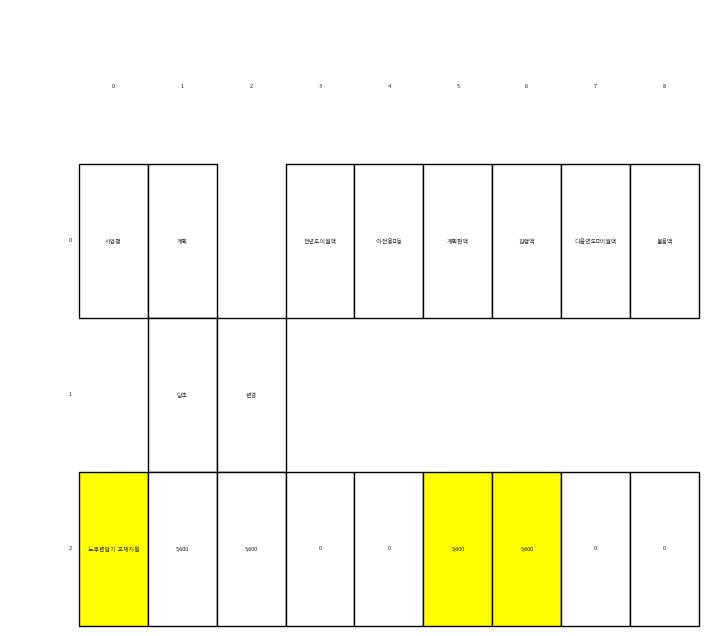 0 1 2 3 4 5 6 7 8
0 사업명 계획 전년도이월액 이전용□등 계획현액 집행액 다음연도□이월액 불용액
1 당초 변경
2 노후변압기 교체지원 5,600 5,600 0 0 5,600 5,600 0 0